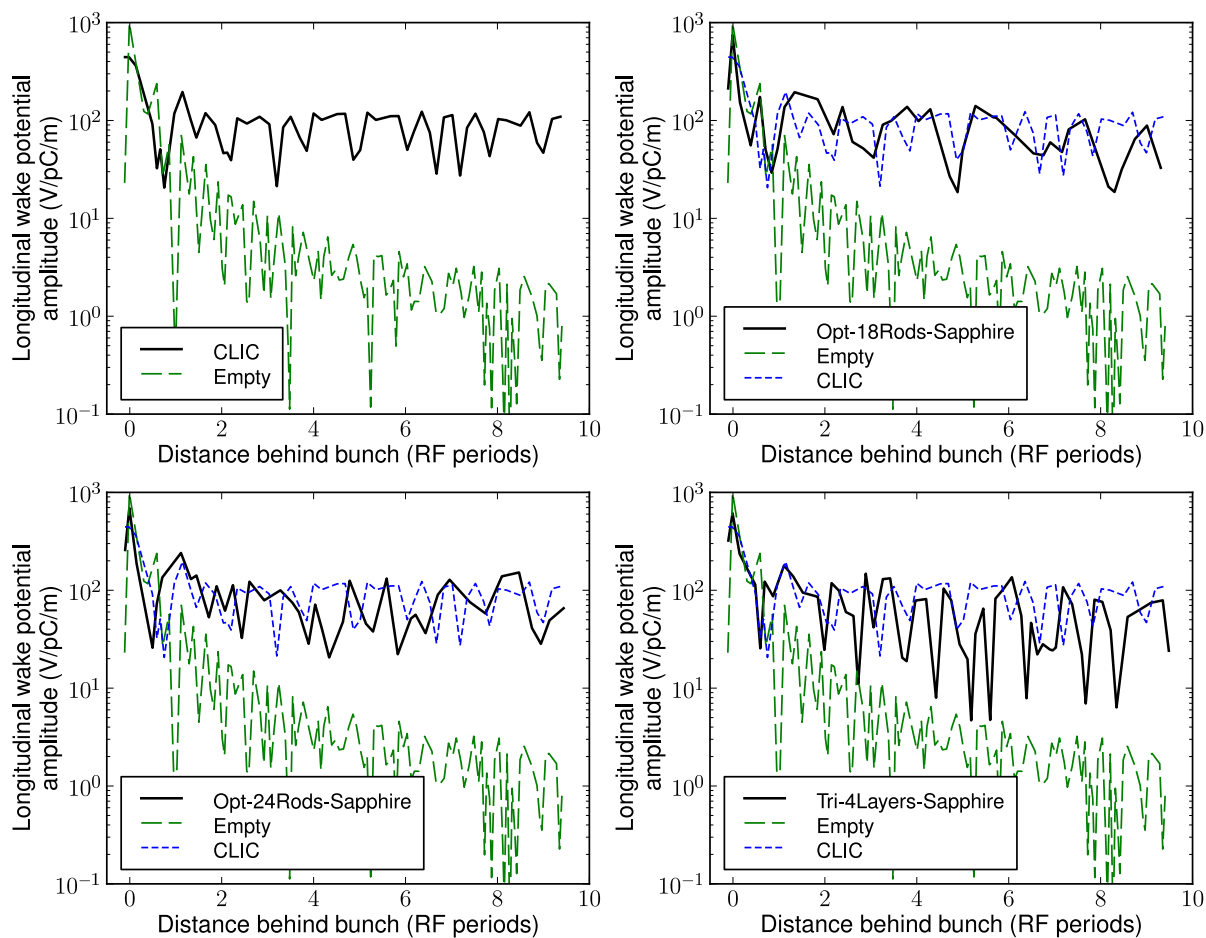 Longitudinal wake potential
amplitude (V/pC/m)
10³
10²
10¹
10⁰
10⁻¹
CLIC
Empty
0 2 4 6 8 10
Distance behind bunch (RF periods)
Longitudinal wake potential
amplitude (V/pC/m)
10³
10²
10¹
10⁰
10⁻¹
Opt-18Rods-Sapphire
Empty
CLIC
0 2 4 6 8 10
Distance behind bunch (RF periods)
Longitudinal wake potential
amplitude (V/pC/m)
10³
10²
10¹
10⁰
10⁻¹
Opt-24Rods-Sapphire
Empty
CLIC
0 2 4 6 8 10
Distance behind bunch (RF periods)
Longitudinal wake potential
amplitude (V/pC/m)
10³
10²
10¹
10⁰
10⁻¹
Tri-4Layers-Sapphire
Empty
CLIC
0 2 4 6 8 10
Distance behind bunch (RF periods)